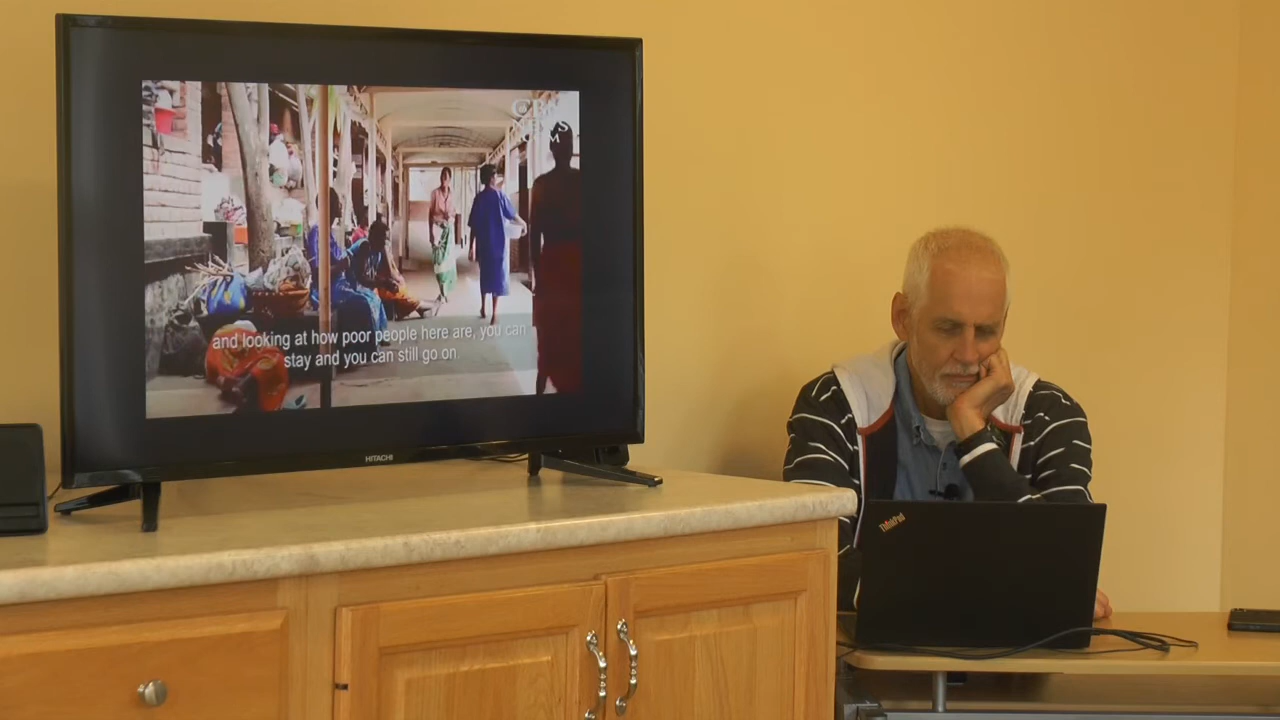 and looking at how poor people here are, you can
stay and you can still go on.
HITACHI
ThinkPad